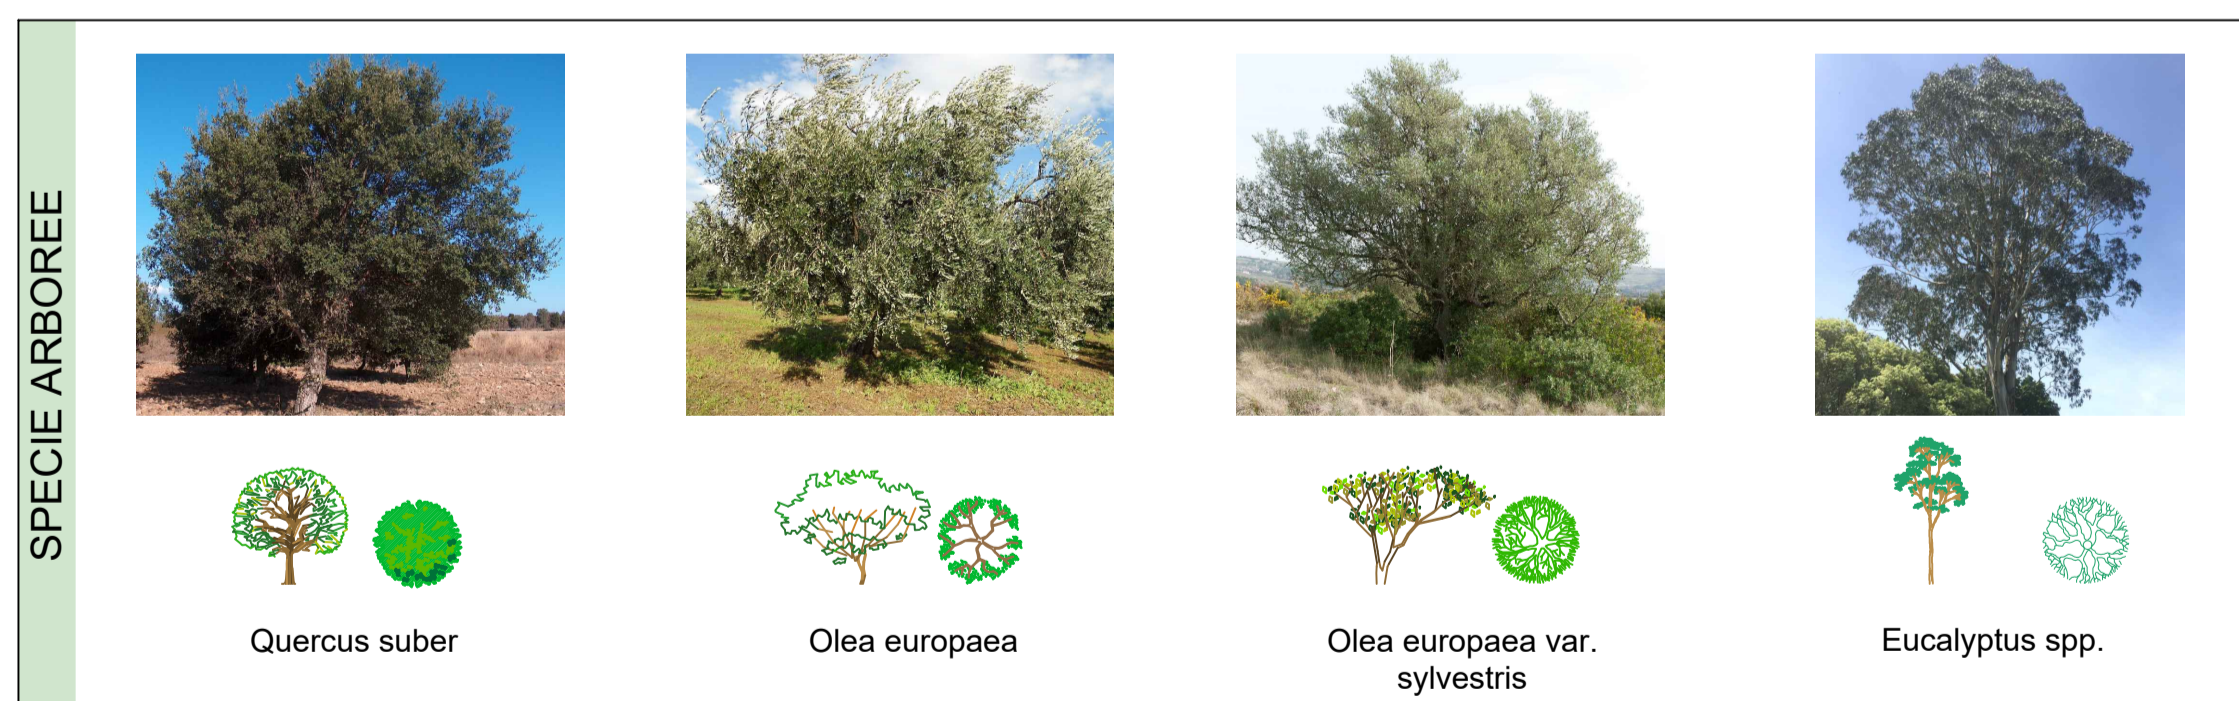 SPECIE ARBOREE
Quercus suber
Olea europaea
Olea europaea var.
sylvestris
Eucalyptus spp.